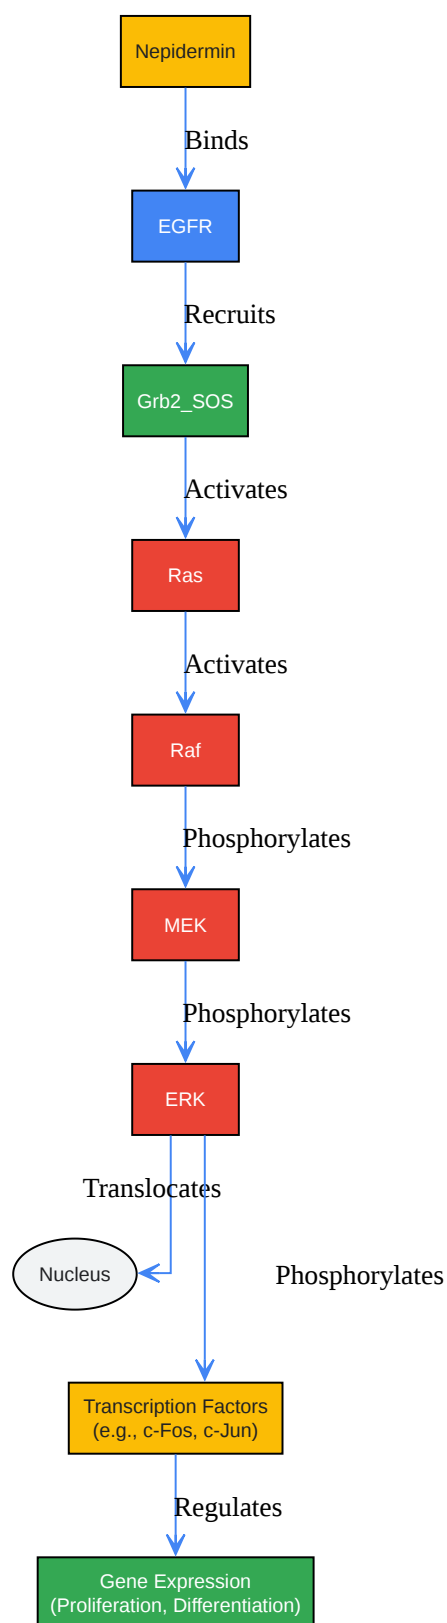 Nepidermin
Binds
EGFR
Recruits
Grb2_SOS
Activates
Ras
Activates
Raf
Phosphorylates
MEK
Phosphorylates
ERK
Translocates
Nucleus
Phosphorylates
Transcription Factors
(e.g., c-Fos, c-Jun)
Regulates
Gene Expression
(Proliferation, Differentiation)